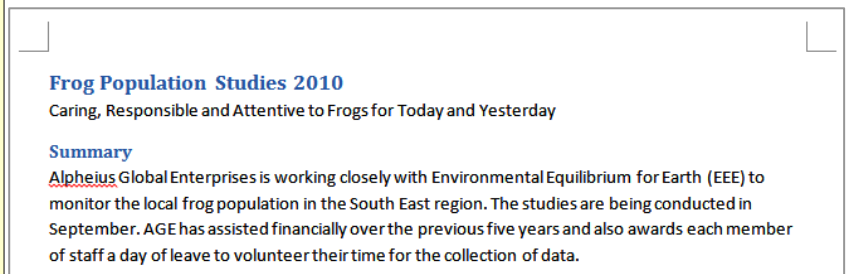 Frog Population Studies 2010
Caring, Responsible and Attentive to Frogs for Today and Yesterday
Summary
Alpheius Global Enterprises is working closely with Environmental Equilibrium for Earth (EEE) to
monitor the local frog population in the South East region. The studies are being conducted in
September. AGE has assisted financially over the previous five years and also awards each member
of staff a day of leave to volunteer their time for the collection of data.